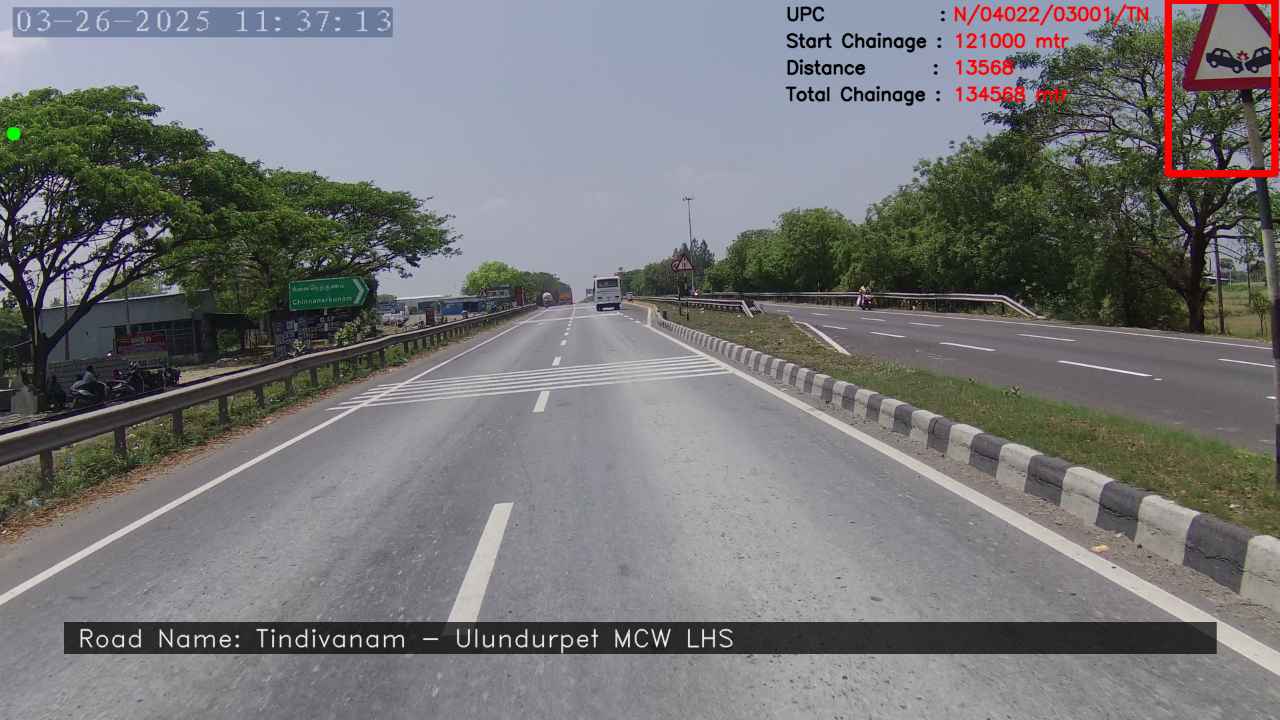 03-26-2025 11:37:13
UPC : N/04022/03001/TN
Start Chainage : 121000 mtr
Distance : 13568
Total Chainage : 134568 mtr
Road Name: Tindivanam - Ulundurpet MCW LHS